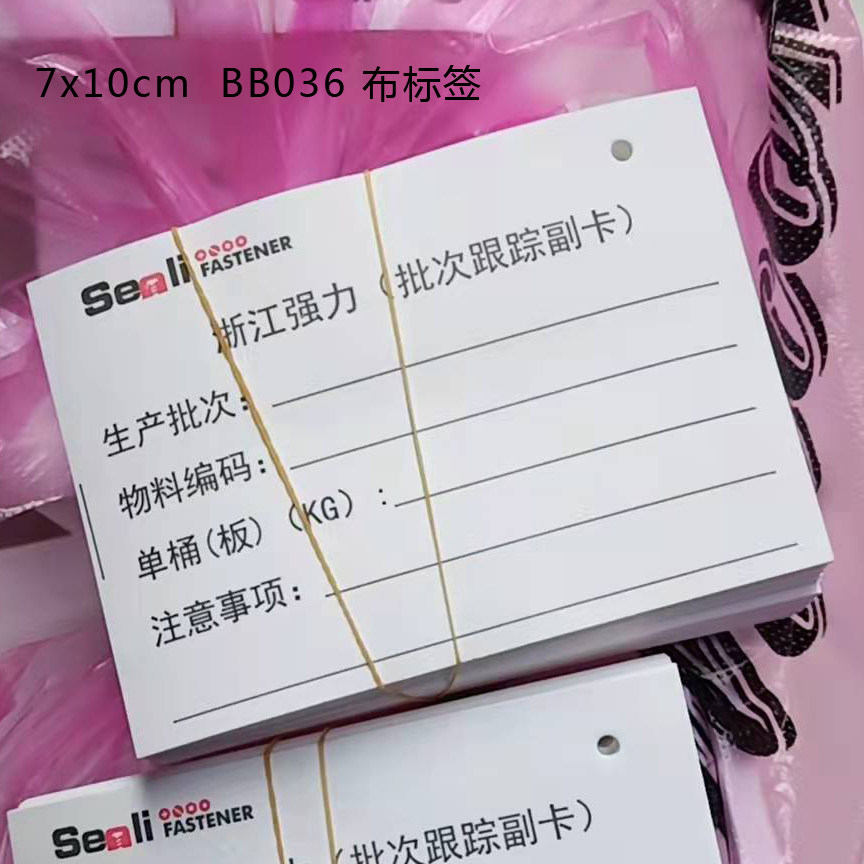 7x10cm BB036 布标签
Senli FASTENER
浙江强力（批次跟踪副卡）
生产批次：
物料编码：
单桶(板)（KG）：
注意事项：
Senli FASTENER
（批次跟踪副卡）